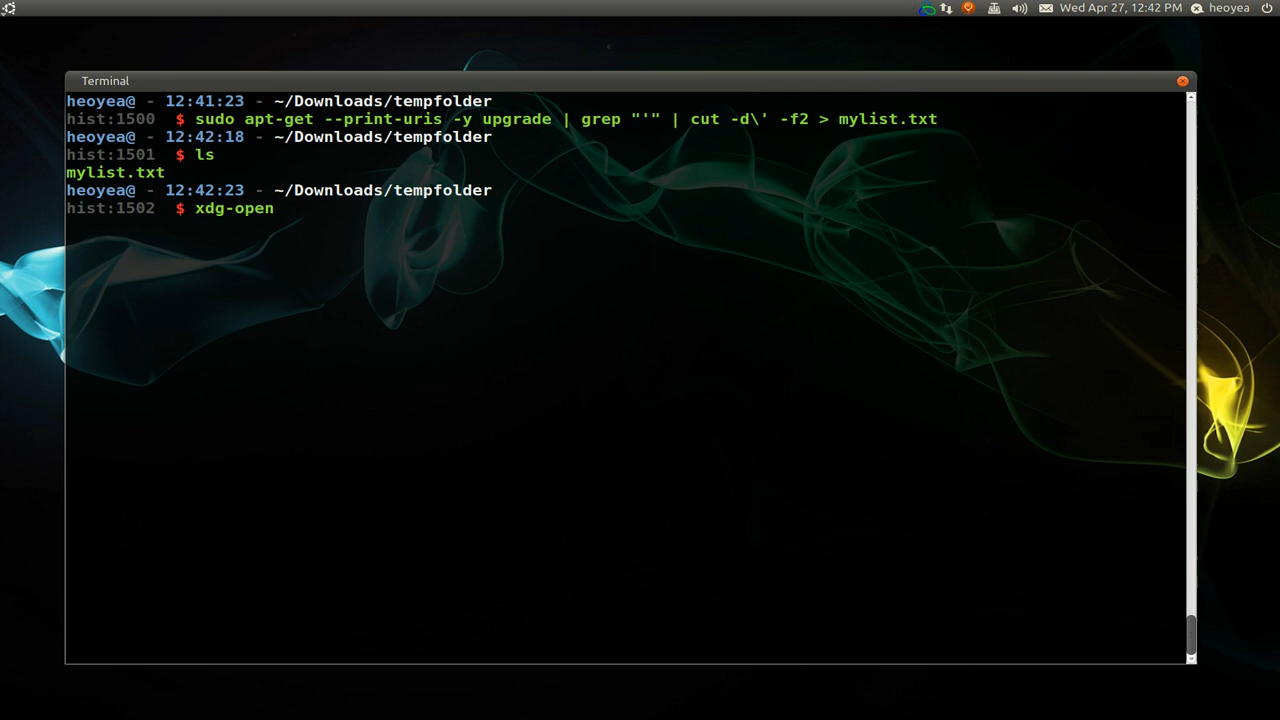 Wed Apr 27, 12:42 PM heoyea
Terminal
heoyea@ - 12:41:23 - ~/Downloads/tempfolder
hist:1500 $ sudo apt-get --print-uris -y upgrade | grep "'" | cut -d\' -f2 > mylist.txt
heoyea@ - 12:42:18 - ~/Downloads/tempfolder
hist:1501 $ ls
mylist.txt
heoyea@ - 12:42:23 - ~/Downloads/tempfolder
hist:1502 $ xdg-open